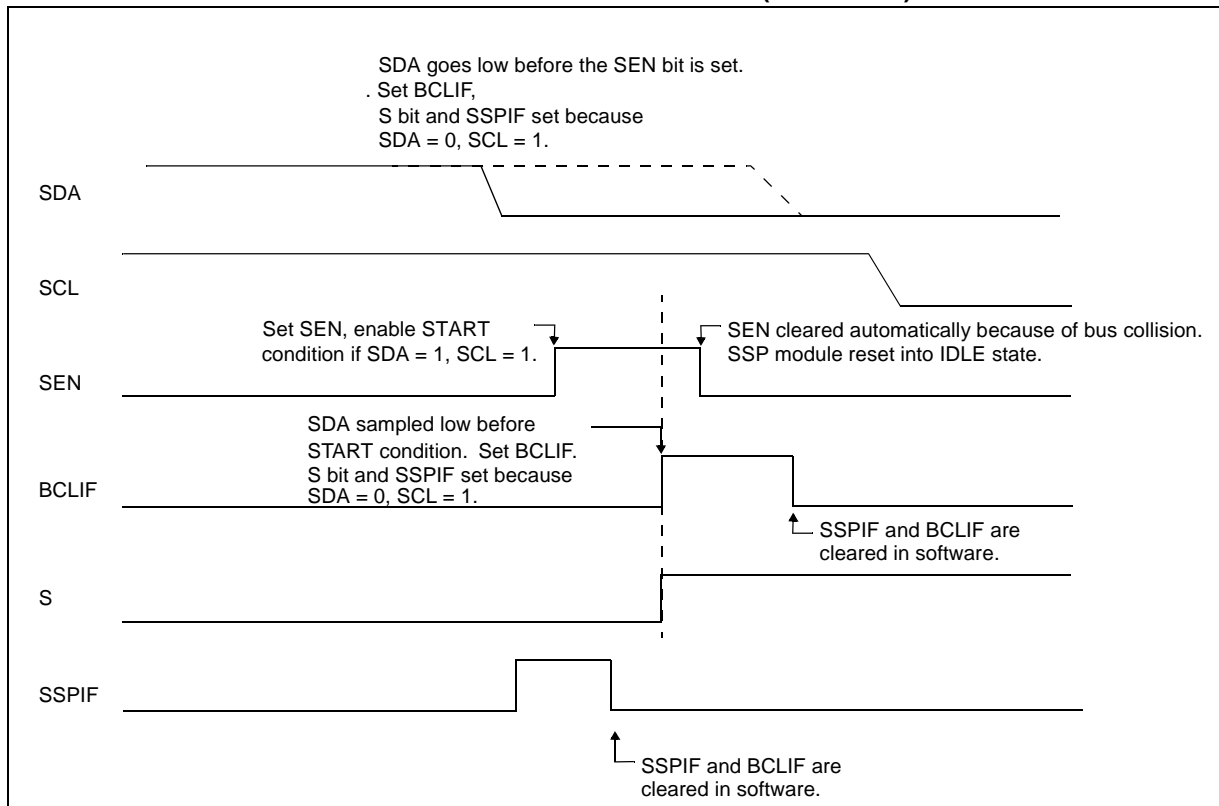 SDA goes low before the SEN bit is set.
. Set BCLIF,
S bit and SSPIF set because
SDA = 0, SCL = 1.
SDA
SCL
Set SEN, enable START
condition if SDA = 1, SCL = 1.
SEN cleared automatically because of bus collision.
SSP module reset into IDLE state.
SEN
SDA sampled low before
START condition. Set BCLIF.
S bit and SSPIF set because
SDA = 0, SCL = 1.
BCLIF
SSPIF and BCLIF are
cleared in software.
S
SSPIF
SSPIF and BCLIF are
cleared in software.